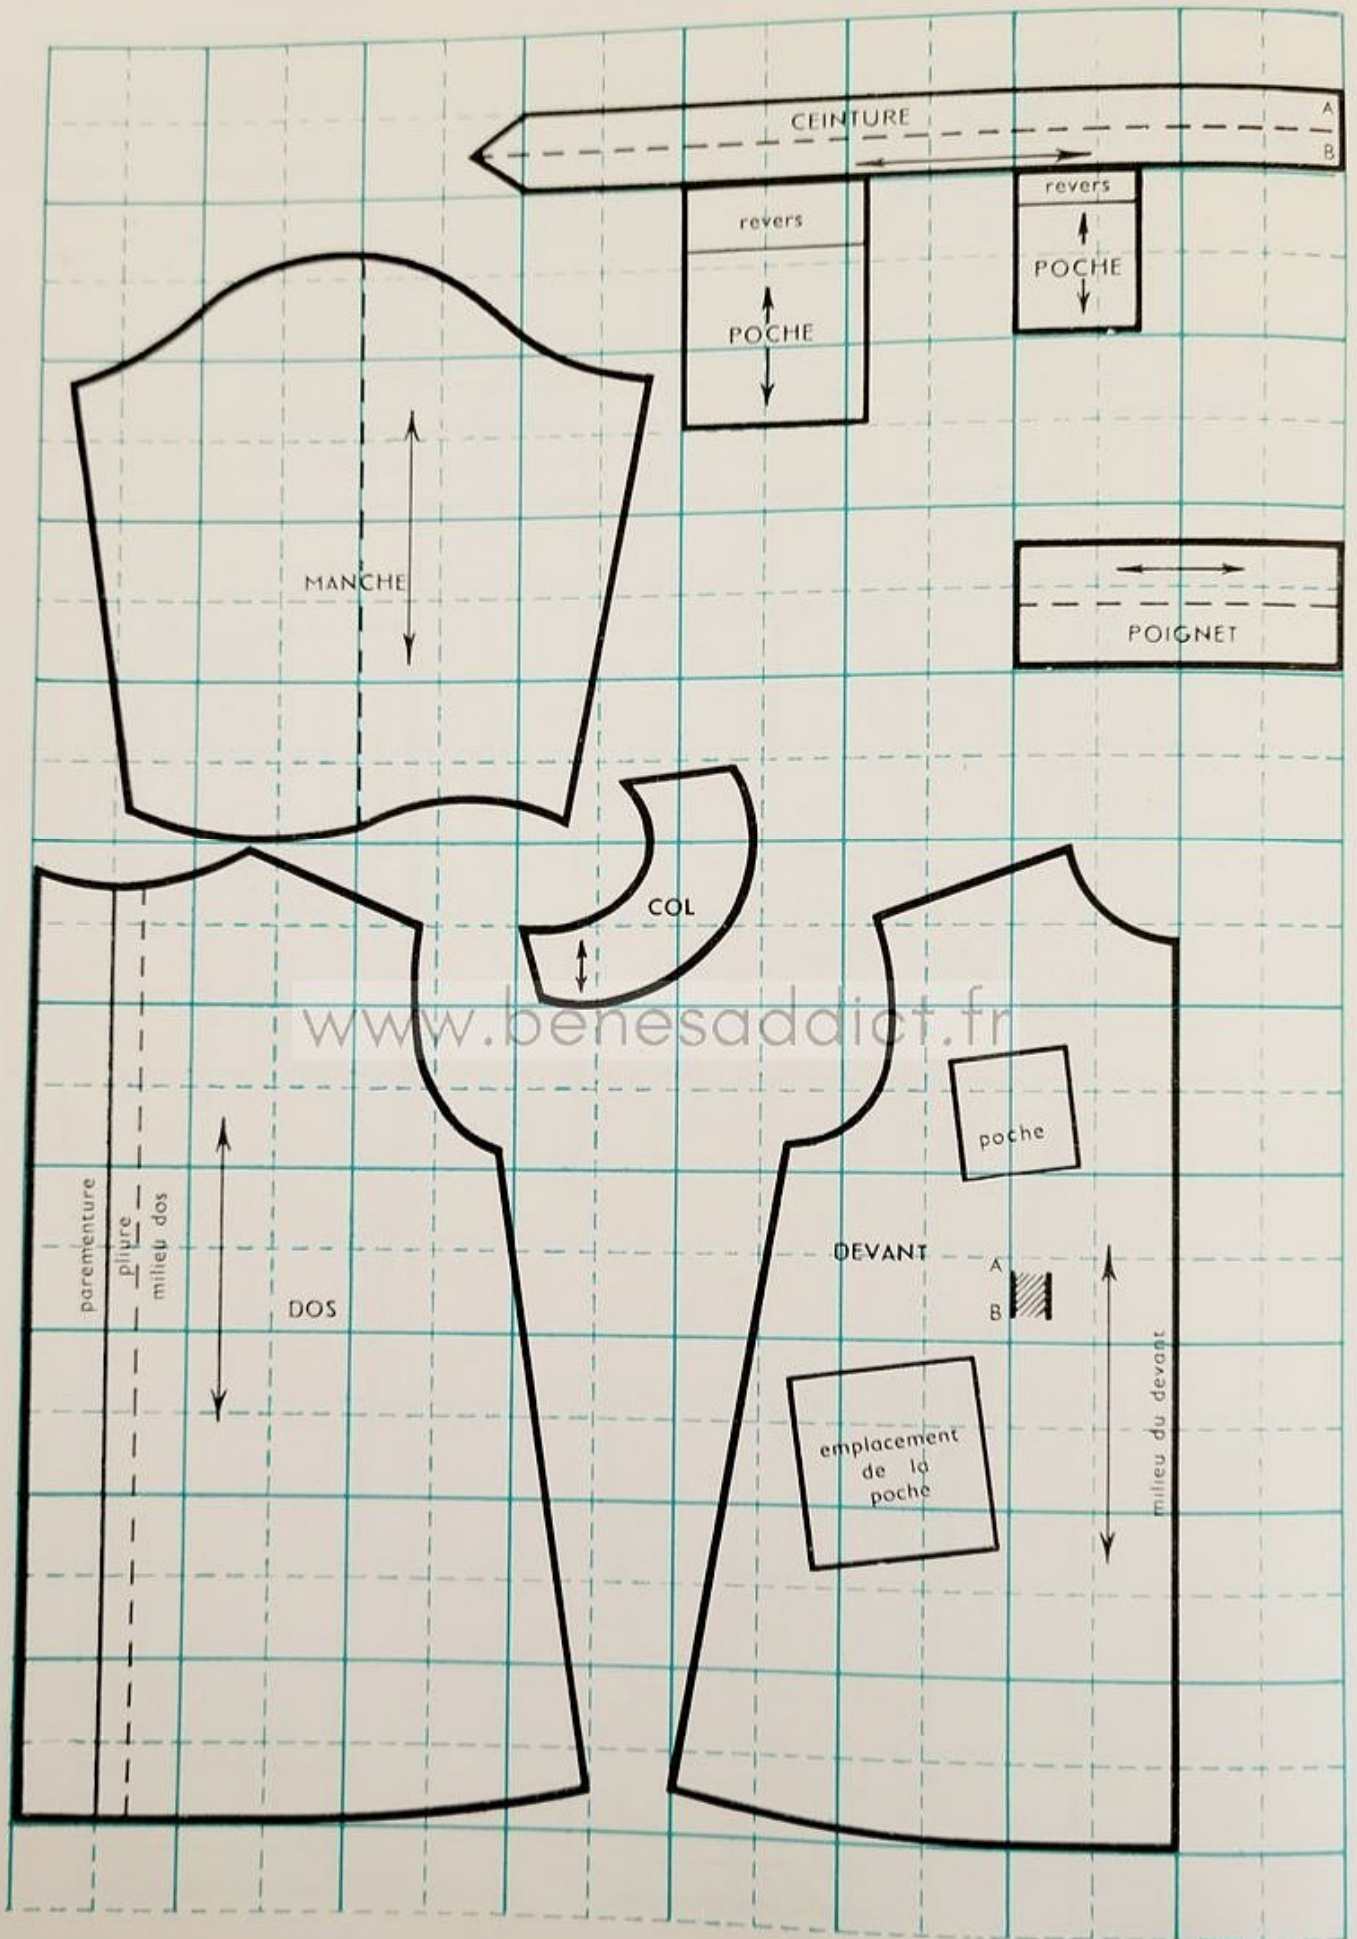 CEINTURE
A
B
revers
POCHE
revers
POCHE
MANCHE
POIGNET
COL
www.benesaddict.fr
parementure
pliure
milieu dos
DOS
poche
DEVANT
A
B
emplacement
de la
poche
milieu du devant